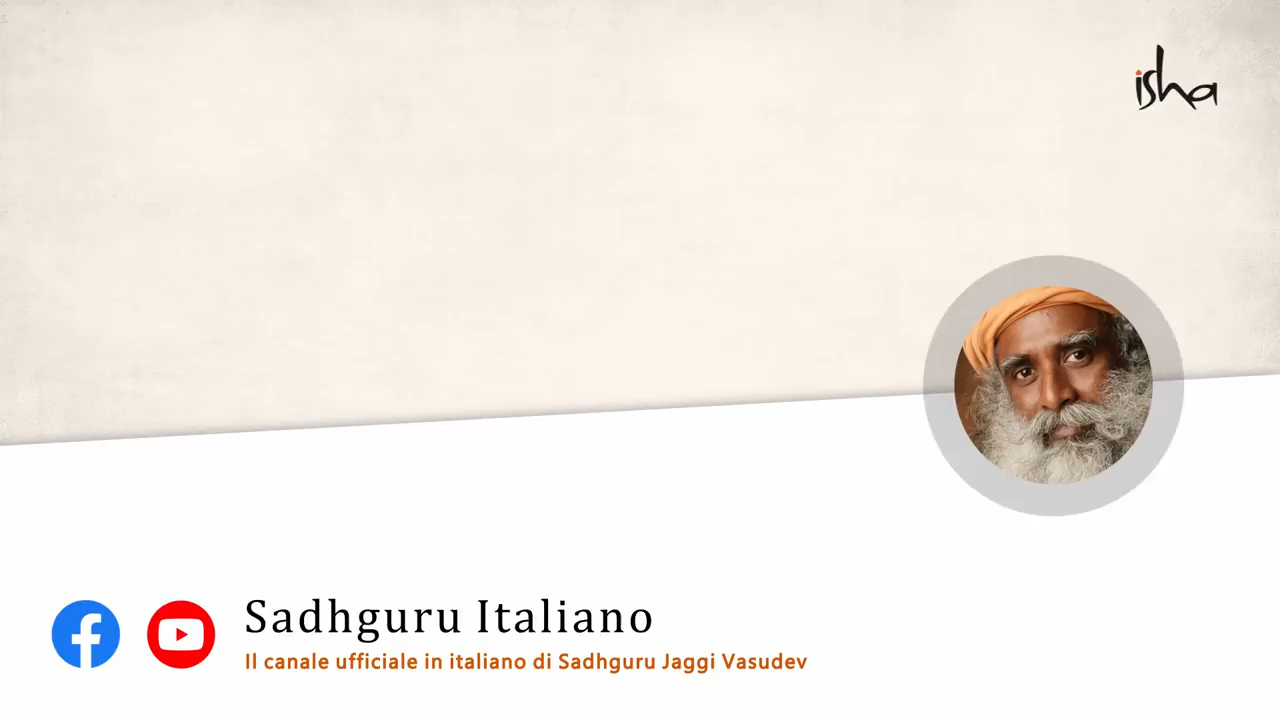 isha
Sadhguru Italiano
Il canale ufficiale in italiano di Sadhguru Jaggi Vasudev